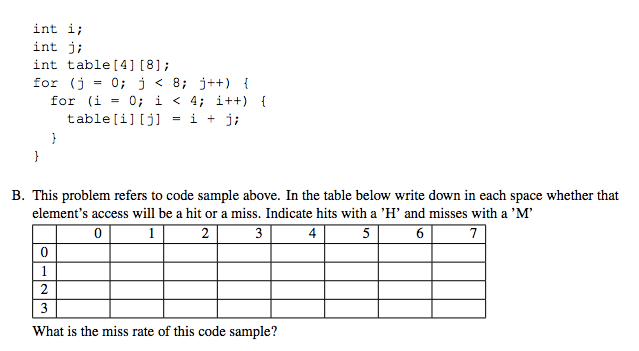 int i;
int j;
int table[4][8];
for (j = 0; j < 8; j++) {
for (i = 0; i < 4; i++) {
table[i][j] = i + j;
}
}
B. This problem refers to code sample above. In the table below write down in each space whether that
element's access will be a hit or a miss. Indicate hits with a 'H' and misses with a 'M'
0 1 2 3 4 5 6 7
0
1
2
3
What is the miss rate of this code sample?